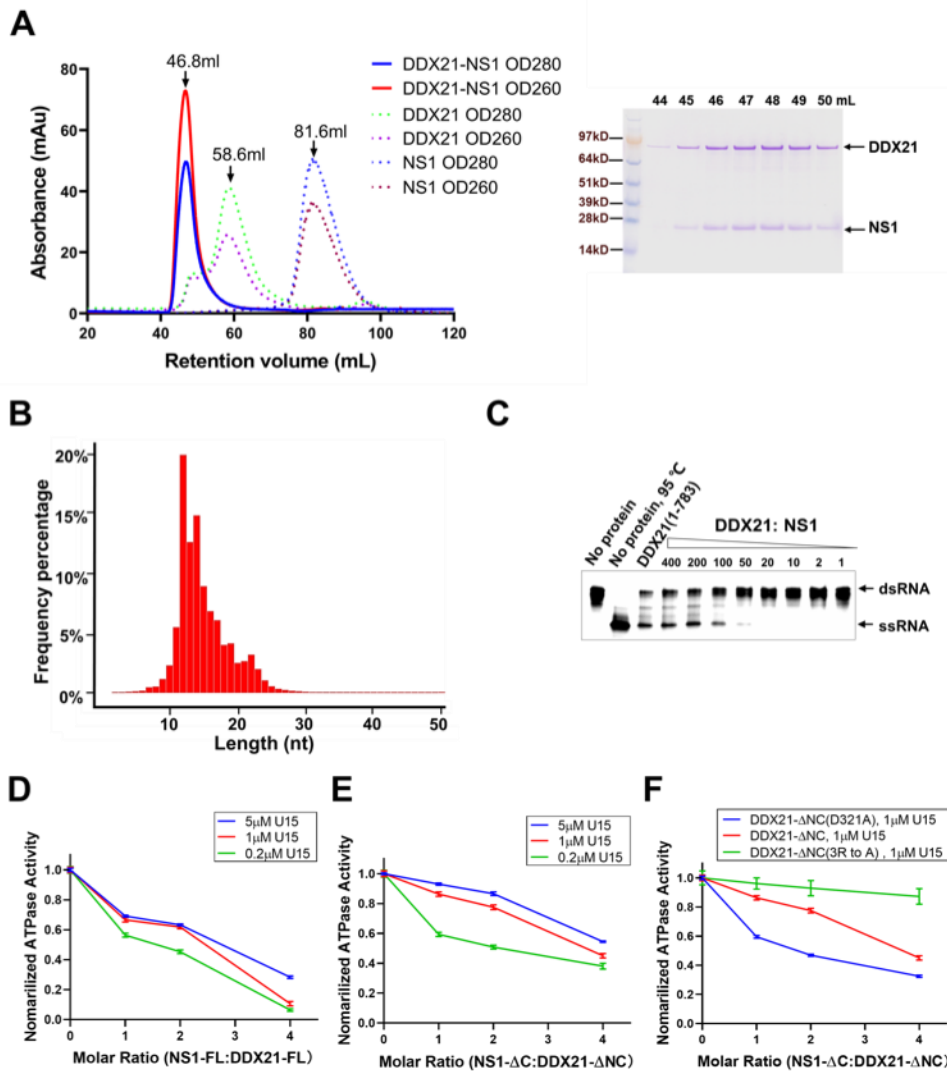 A
80
60
40
20
0
Absorbance (mAu)
46.8ml
58.6ml
81.6ml
20 40 60 80 100 120
Retention volume (mL)
DDX21-NS1 OD280
DDX21-NS1 OD260
DDX21 OD280
DDX21 OD260
NS1 OD280
NS1 OD260
44 45 46 47 48 49 50 mL
97kD
64kD
51kD
39kD
28kD
14kD
DDX21
NS1
B
20%
15%
10%
5%
0%
Frequency percentage
10 20 30 40 50
Length (nt)
C
No protein
No protein, 95 °C
DDX21(1-783)
DDX21: NS1
400 200 100 50 20 10 2 1
dsRNA
ssRNA
D
5μM U15
1μM U15
0.2μM U15
1.0
0.8
0.6
0.4
0.2
0.0
Nomarilized ATPase Activity
0 1 2 3 4
Molar Ratio (NS1-FL:DDX21-FL)
E
5μM U15
1μM U15
0.2μM U15
1.0
0.8
0.6
0.4
0.2
0.0
Nomarilized ATPase Activity
0 1 2 3 4
Molar Ratio (NS1-ΔC:DDX21-ΔNC)
F
DDX21-ΔNC(D321A), 1μM U15
DDX21-ΔNC, 1μM U15
DDX21-ΔNC(3R to A) , 1μM U15
1.0
0.8
0.6
0.4
0.2
0.0
Nomarilized ATPase Activity
0 1 2 3 4
Molar Ratio (NS1-ΔC:DDX21-ΔNC)